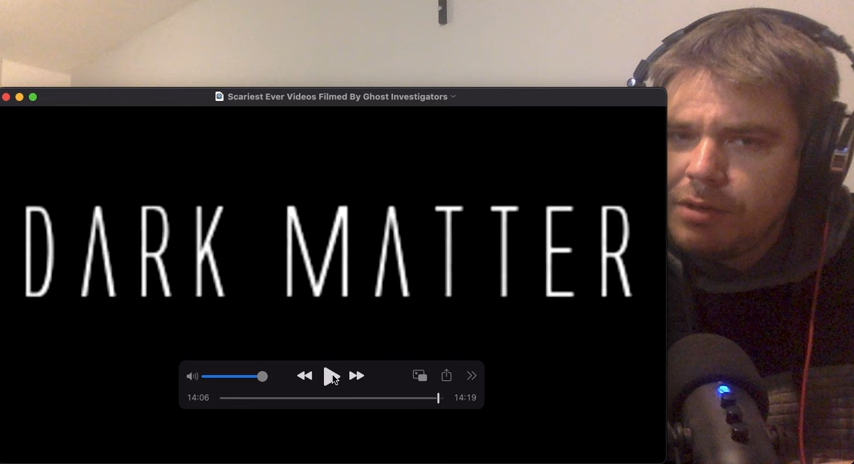 Scariest Ever Videos Filmed By Ghost Investigators
DARK MATTER
14:06
14:19